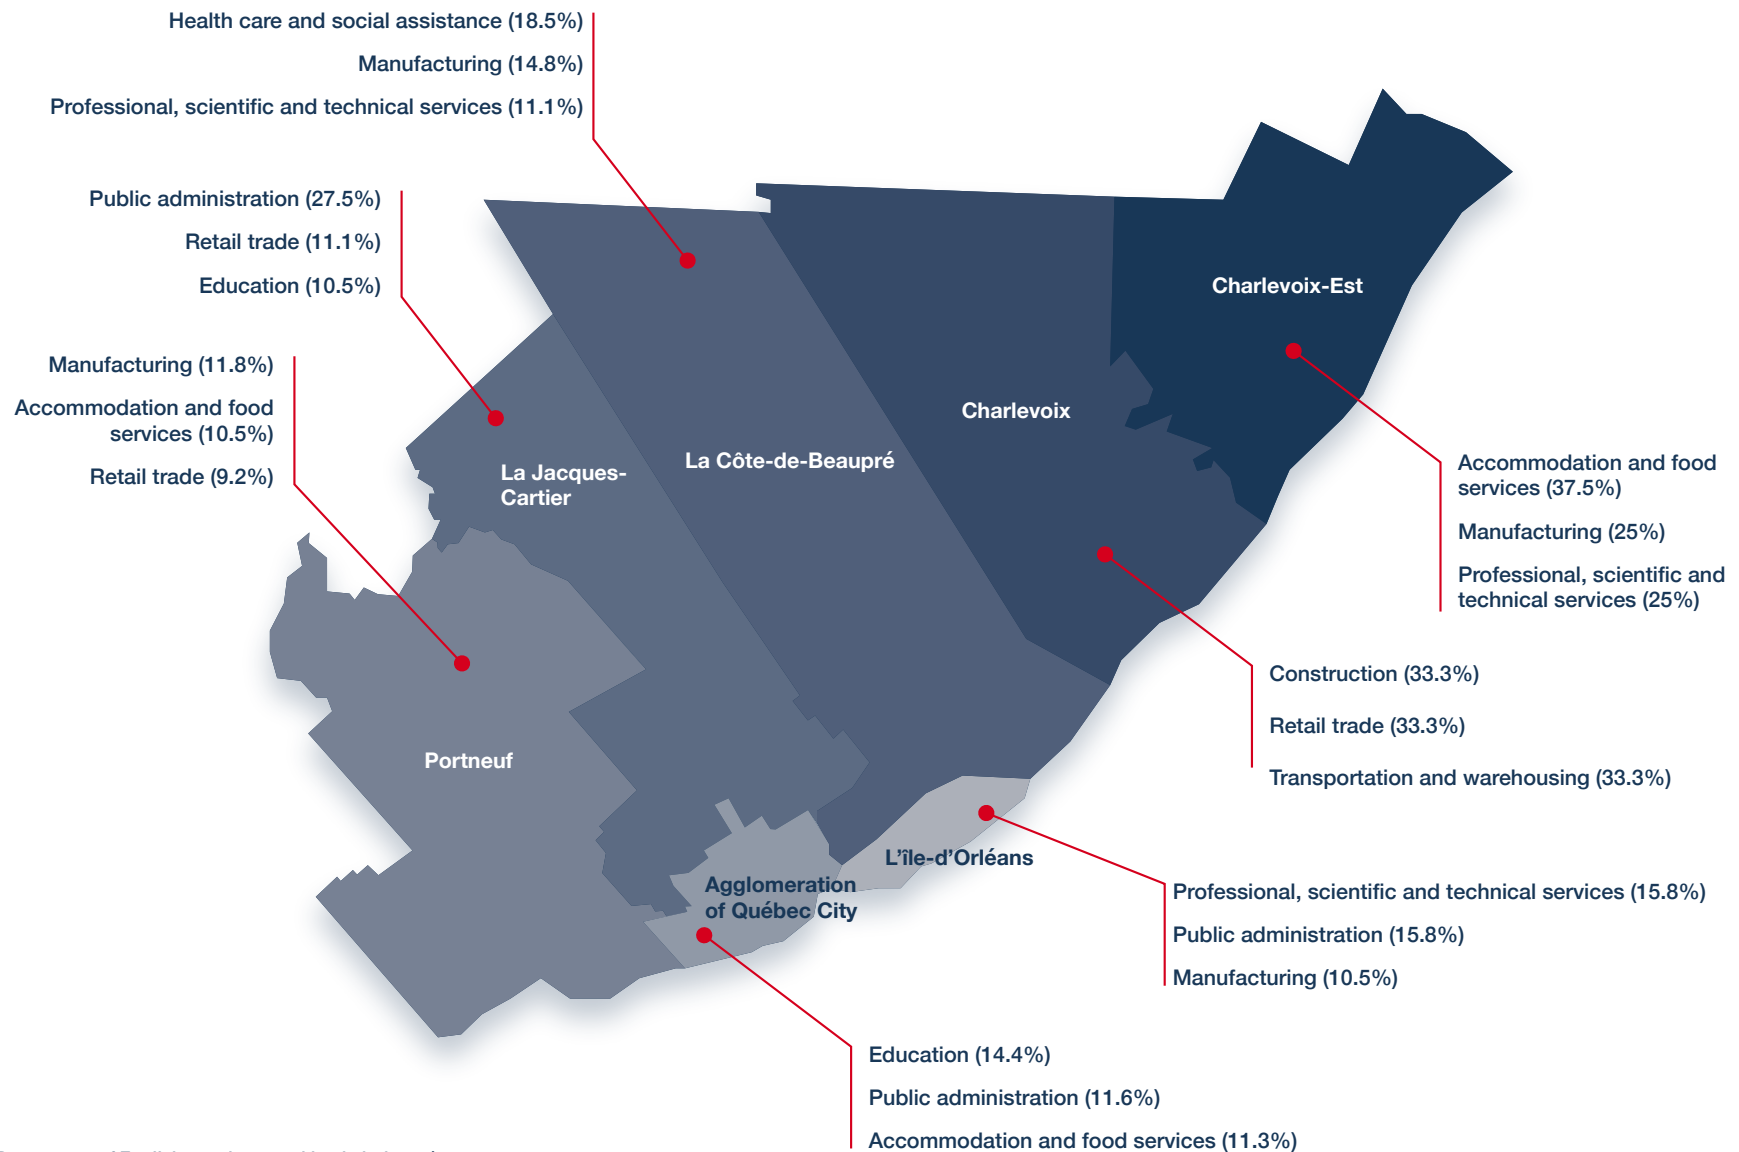 Health care and social assistance (18.5%)
Manufacturing (14.8%)
Professional, scientific and technical services (11.1%)
Public administration (27.5%)
Retail trade (11.1%)
Education (10.5%)
Manufacturing (11.8%)
Accommodation and food
services (10.5%)
Retail trade (9.2%)
Charlevoix-Est
Charlevoix
La Côte-de-Beaupré
La Jacques-
Cartier
Portneuf
L'île-d'Orléans
Agglomeration
of Québec City
Accommodation and food
services (37.5%)
Manufacturing (25%)
Professional, scientific and
technical services (25%)
Construction (33.3%)
Retail trade (33.3%)
Transportation and warehousing (33.3%)
Professional, scientific and technical services (15.8%)
Public administration (15.8%)
Manufacturing (10.5%)
Education (14.4%)
Public administration (11.6%)
Accommodation and food services (11.3%)